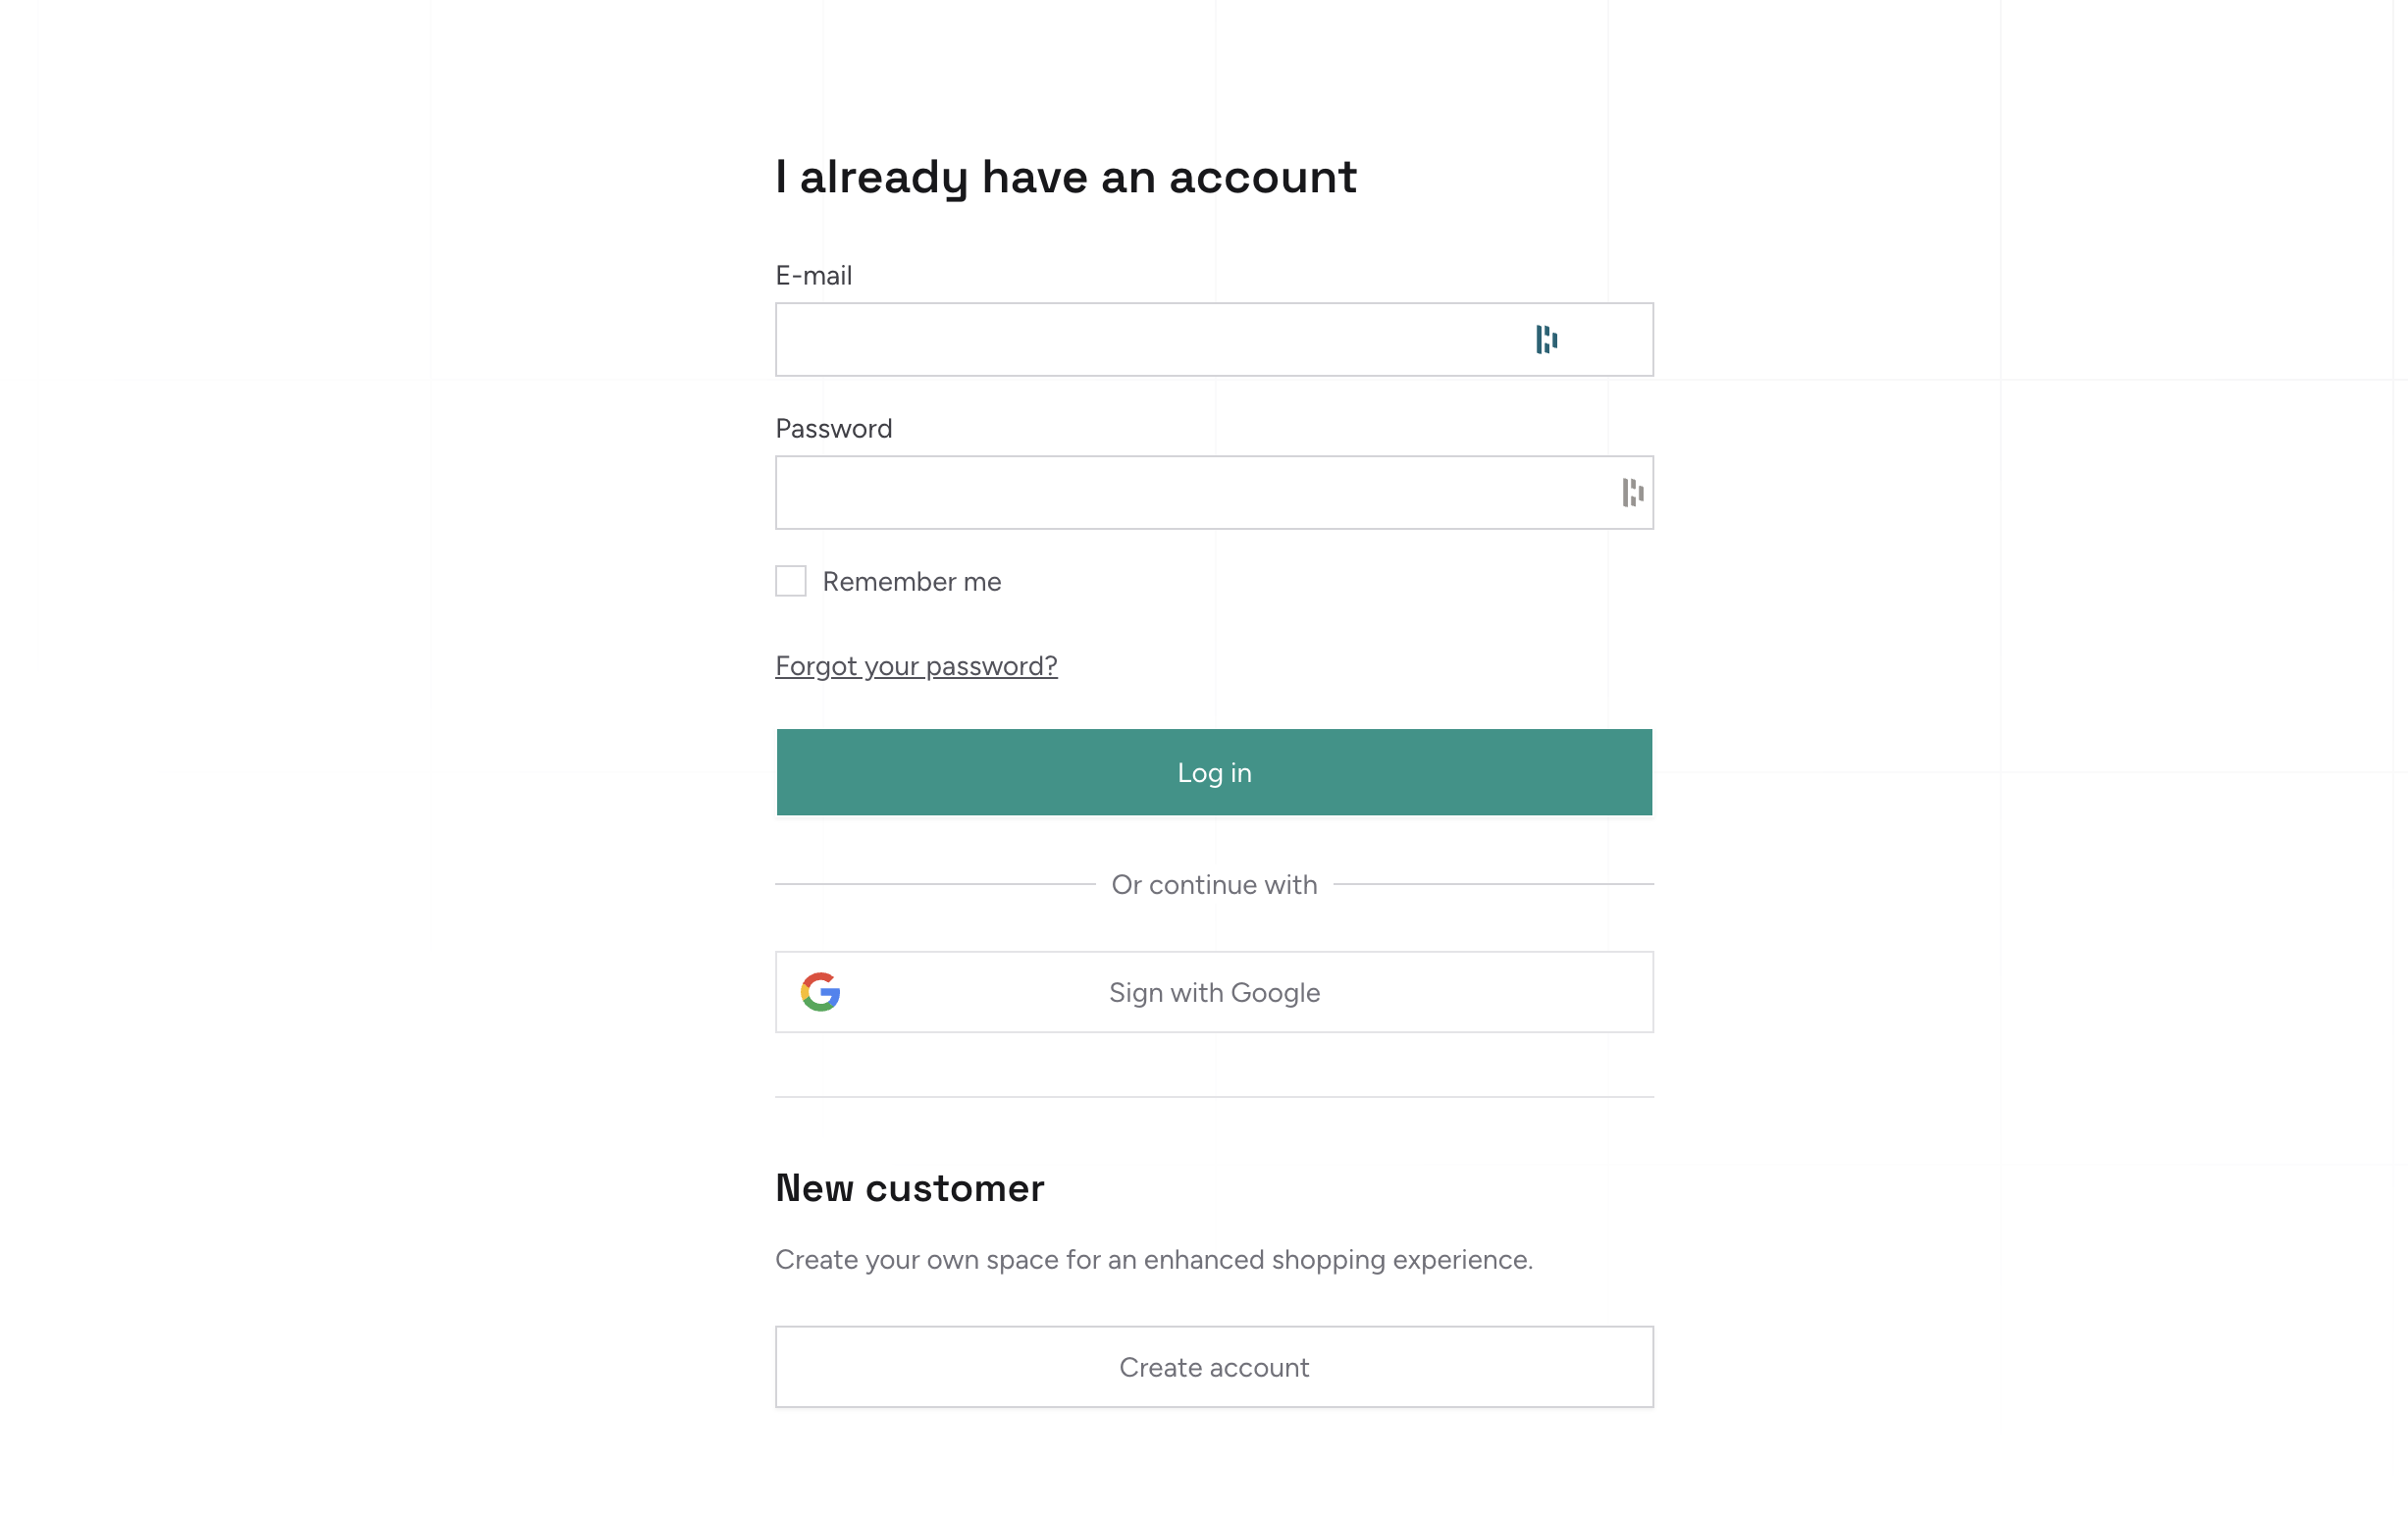 I already have an account
E-mail
Password
Remember me
Forgot your password?
Log in
Or continue with
Sign with Google
New customer
Create your own space for an enhanced shopping experience.
Create account